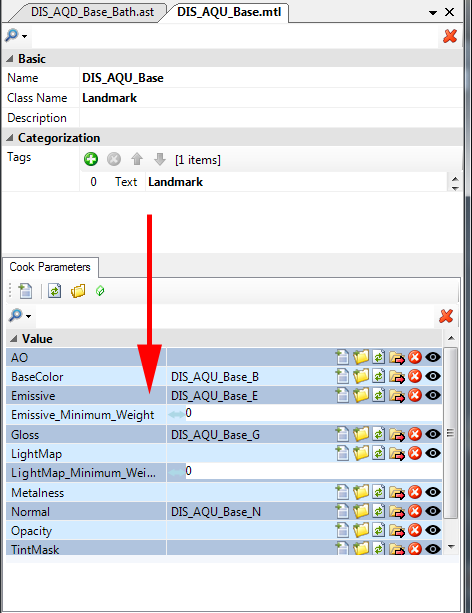 DIS_AQD_Base_Bath.ast DIS_AQU_Base.mtl
Basic
Name DIS_AQU_Base
Class Name Landmark
Description
Categorization
Tags [1 items]
0 Text Landmark
Cook Parameters
Value
AO
BaseColor DIS_AQU_Base_B
Emissive DIS_AQU_Base_E
Emissive_Minimum_Weight 0
Gloss DIS_AQU_Base_G
LightMap
LightMap_Minimum_Wei... 0
Metalness
Normal DIS_AQU_Base_N
Opacity
TintMask